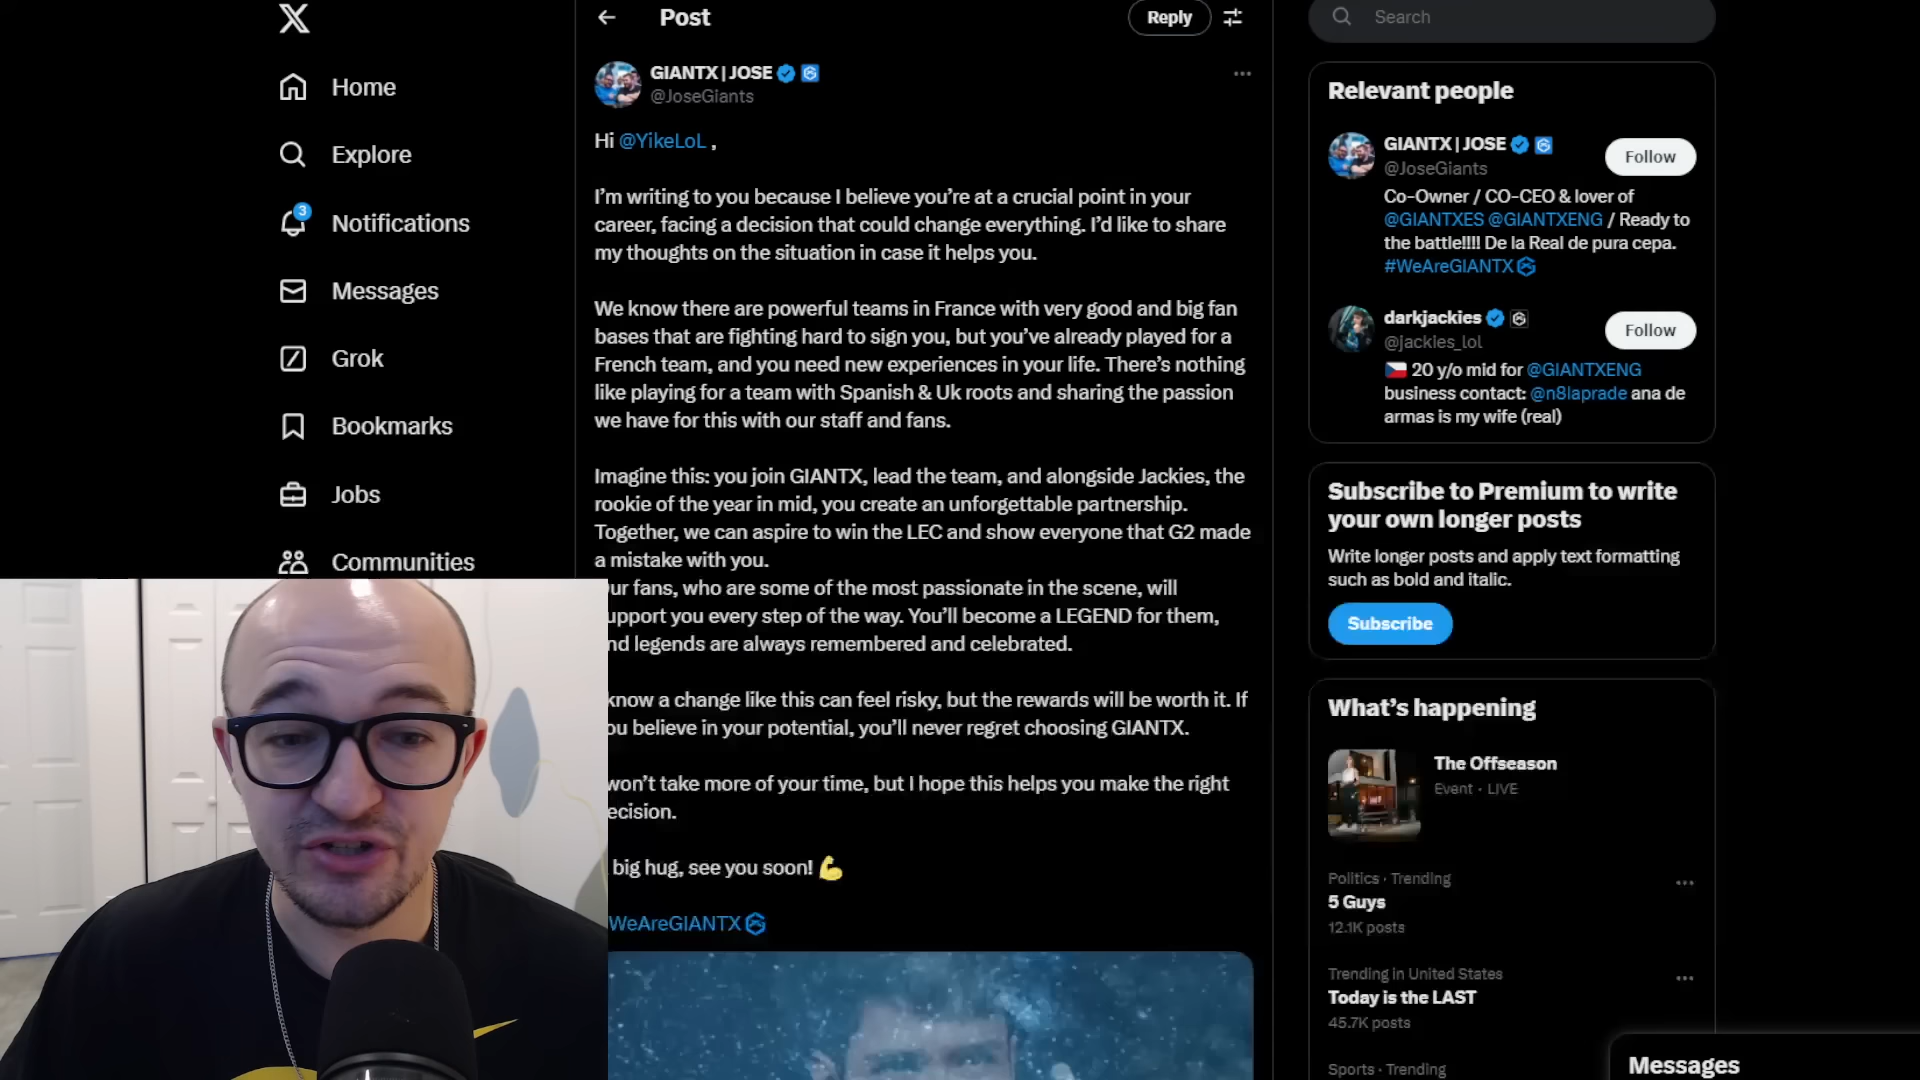 Home
Explore
3
Notifications
Messages
Grok
Bookmarks
Jobs
Communities
Post
Reply
GIANTX | JOSE
@JoseGiants
Hi @YikeLoL ,
I'm writing to you because I believe you're at a crucial point in your
career, facing a decision that could change everything. I'd like to share
my thoughts on the situation in case it helps you.
We know there are powerful teams in France with very good and big fan
bases that are fighting hard to sign you, but you've already played for a
French team, and you need new experiences in your life. There's nothing
like playing for a team with Spanish & Uk roots and sharing the passion
we have for this with our staff and fans.
Imagine this: you join GIANTX, lead the team, and alongside Jackies, the
rookie of the year in mid, you create an unforgettable partnership.
Together, we can aspire to win the LEC and show everyone that G2 made
a mistake with you.
ur fans, who are some of the most passionate in the scene, will
upport you every step of the way. You'll become a LEGEND for them,
nd legends are always remembered and celebrated.
know a change like this can feel risky, but the rewards will be worth it. If
ou believe in your potential, you'll never regret choosing GIANTX.
won't take more of your time, but I hope this helps you make the right
ecision.
big hug, see you soon! 💪
WeAreGIANTX
Search
Relevant people
GIANTX | JOSE
@JoseGiants
Follow
Co-Owner / CO-CEO & lover of
@GIANTXES @GIANTXENG / Ready to
the battle!!!! De la Real de pura cepa.
#WeAreGIANTX
darkjackies
@jackies_lol
Follow
🇨🇿 20 y/o mid for @GIANTXENG
business contact: @n8laprade ana de
armas is my wife (real)
Subscribe to Premium to write
your own longer posts
Write longer posts and apply text formatting
such as bold and italic.
Subscribe
What's happening
The Offseason
Event · LIVE
Politics · Trending
5 Guys
12.1K posts
Trending in United States
Today is the LAST
45.7K posts
Sports · Trending
Messages